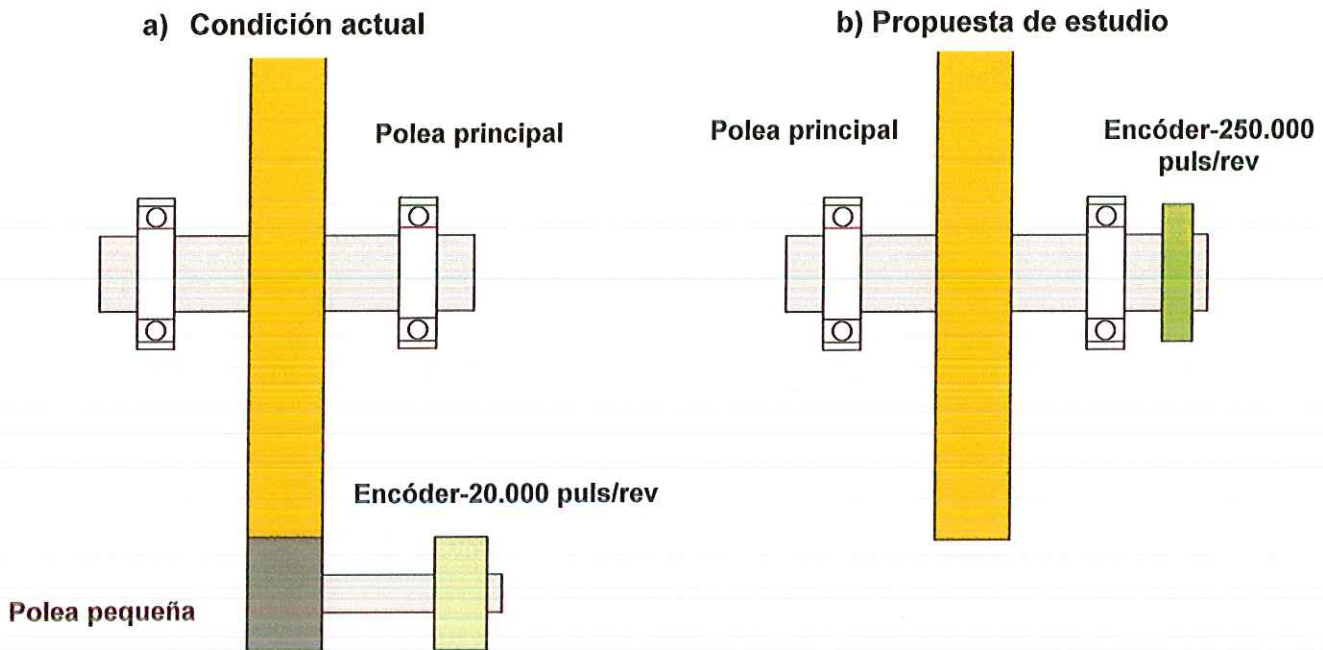 a) Condición actual
b) Propuesta de estudio
Polea principal
Polea principal
Encóder-250.000
puls/rev
Encóder-20.000 puls/rev
Polea pequeña